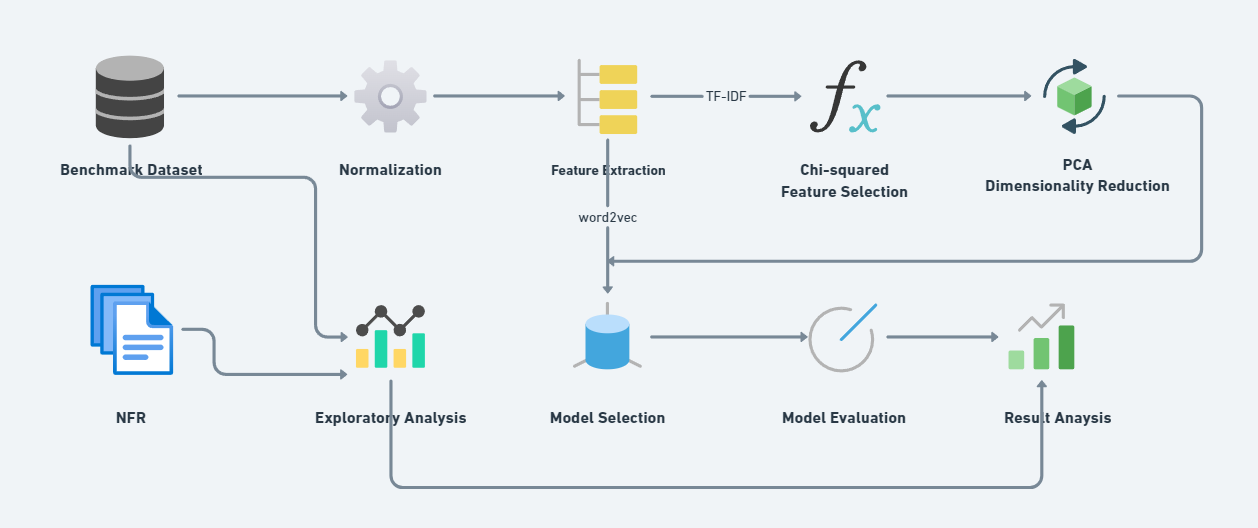 TF-IDF
Benchmark Dataset
Normalization
Feature Extraction
Chi-squared
Feature Selection
PCA
Dimensionality Reduction
word2vec
NFR
Exploratory Analysis
Model Selection
Model Evaluation
Result Anaysis